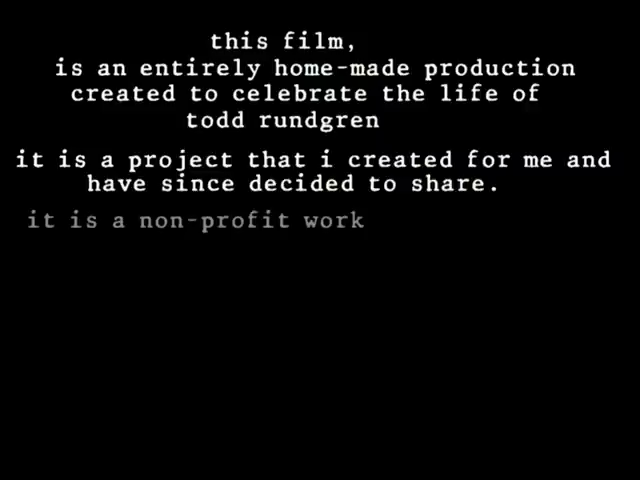 this film,
is an entirely home-made production
created to celebrate the life of
todd rundgren
it is a project that i created for me and
have since decided to share.
it is a non-profit work